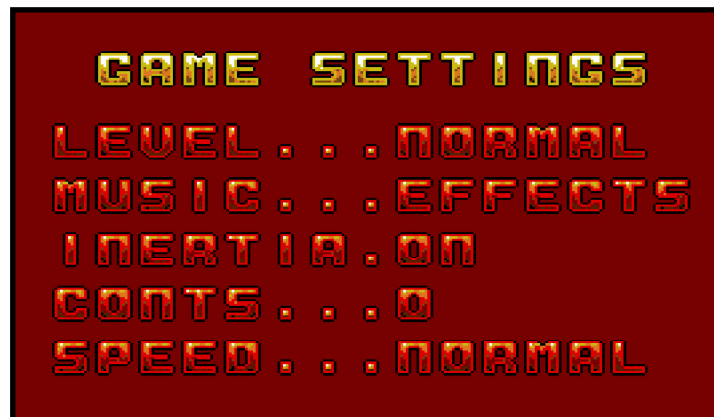 GAME SETTINGS
LEVEL...NORMAL
MUSIC...EFFECTS
INERTIA.ON
CONTS...0
SPEED...NORMAL